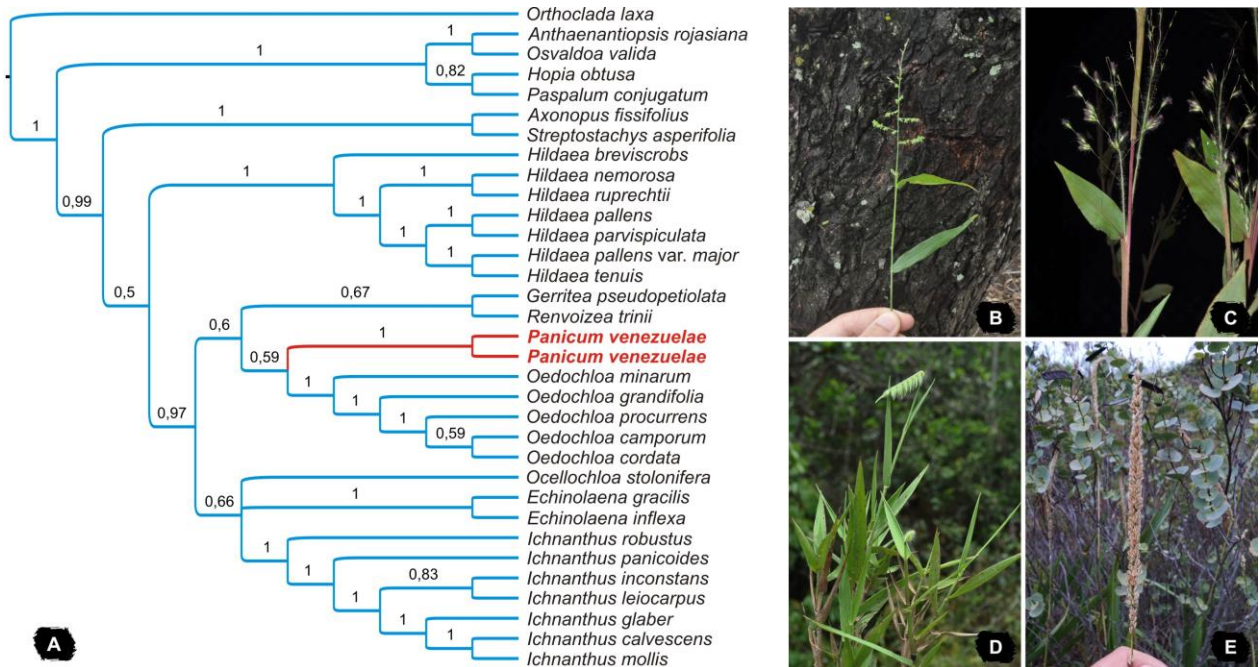 Orthoclada laxa
1
Anthaenantiopsis rojasiana
1
Osvaldoa valida
0,82
Hopia obtusa
Paspalum conjugatum
1
Axonopus fissifolius
1
Streptostachys asperifolia
Hildaea breviscrobs
1
1
Hildaea nemorosa
0,99
1
Hildaea ruprechtii
1
Hildaea pallens
1
Hildaea parvispiculata
1
Hildaea pallens var. major
Hildaea tenuis
0,5
0,67
Gerritea pseudopetiolata
0,6
Renvoizea trinii
1
Panicum venezuelae
0,59
Panicum venezuelae
1
Oedochloa minarum
1
Oedochloa grandifolia
0,97
1
Oedochloa procurrens
0,59
Oedochloa camporum
Oedochloa cordata
0,66
Ocellochloa stolonifera
1
Echinolaena gracilis
Echinolaena inflexa
1
Ichnanthus robustus
1
Ichnanthus panicoides
0,83
Ichnanthus inconstans
1
Ichnanthus leiocarpus
1
Ichnanthus glaber
1
Ichnanthus calvescens
Ichnanthus mollis
A
B
C
D
E